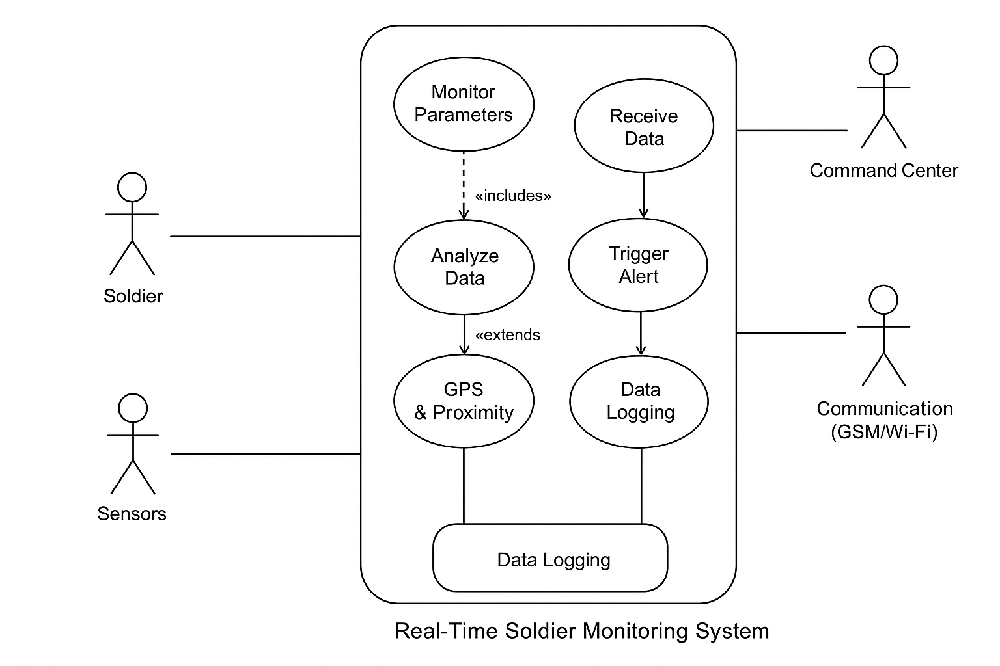 Monitor
Parameters
Receive
Data
Command Center
«includes»
Analyze
Data
Trigger
Alert
Soldier
«extends
GPS
& Proximity
Data
Logging
Communication
(GSM/Wi-Fi)
Sensors
Data Logging
Real-Time Soldier Monitoring System